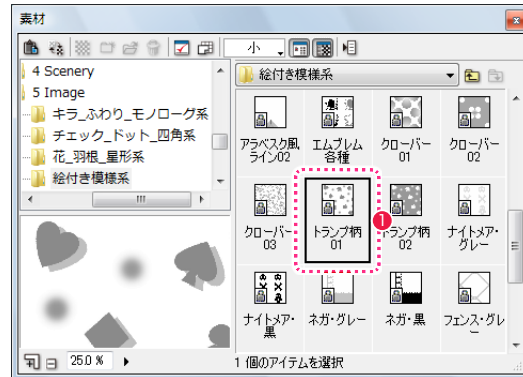 素材
小
4 Scenery
5 Image
キラ_ふわり_モノローグ系
チェック_ドット_四角系
花_羽根_星形系
絵付き模様系
25.0 %
絵付き模様系
アラベスク風
ライン02
エムブレム
各種
クローバー
01
クローバー
02
クローバー
03
トランプ柄
01
1
トランプ柄
02
ナイトメア・
グレー
ナイトメア・
黒
ネガ・グレー
ネガ・黒
フェンス・グレ
ー
1 個のアイテムを選択